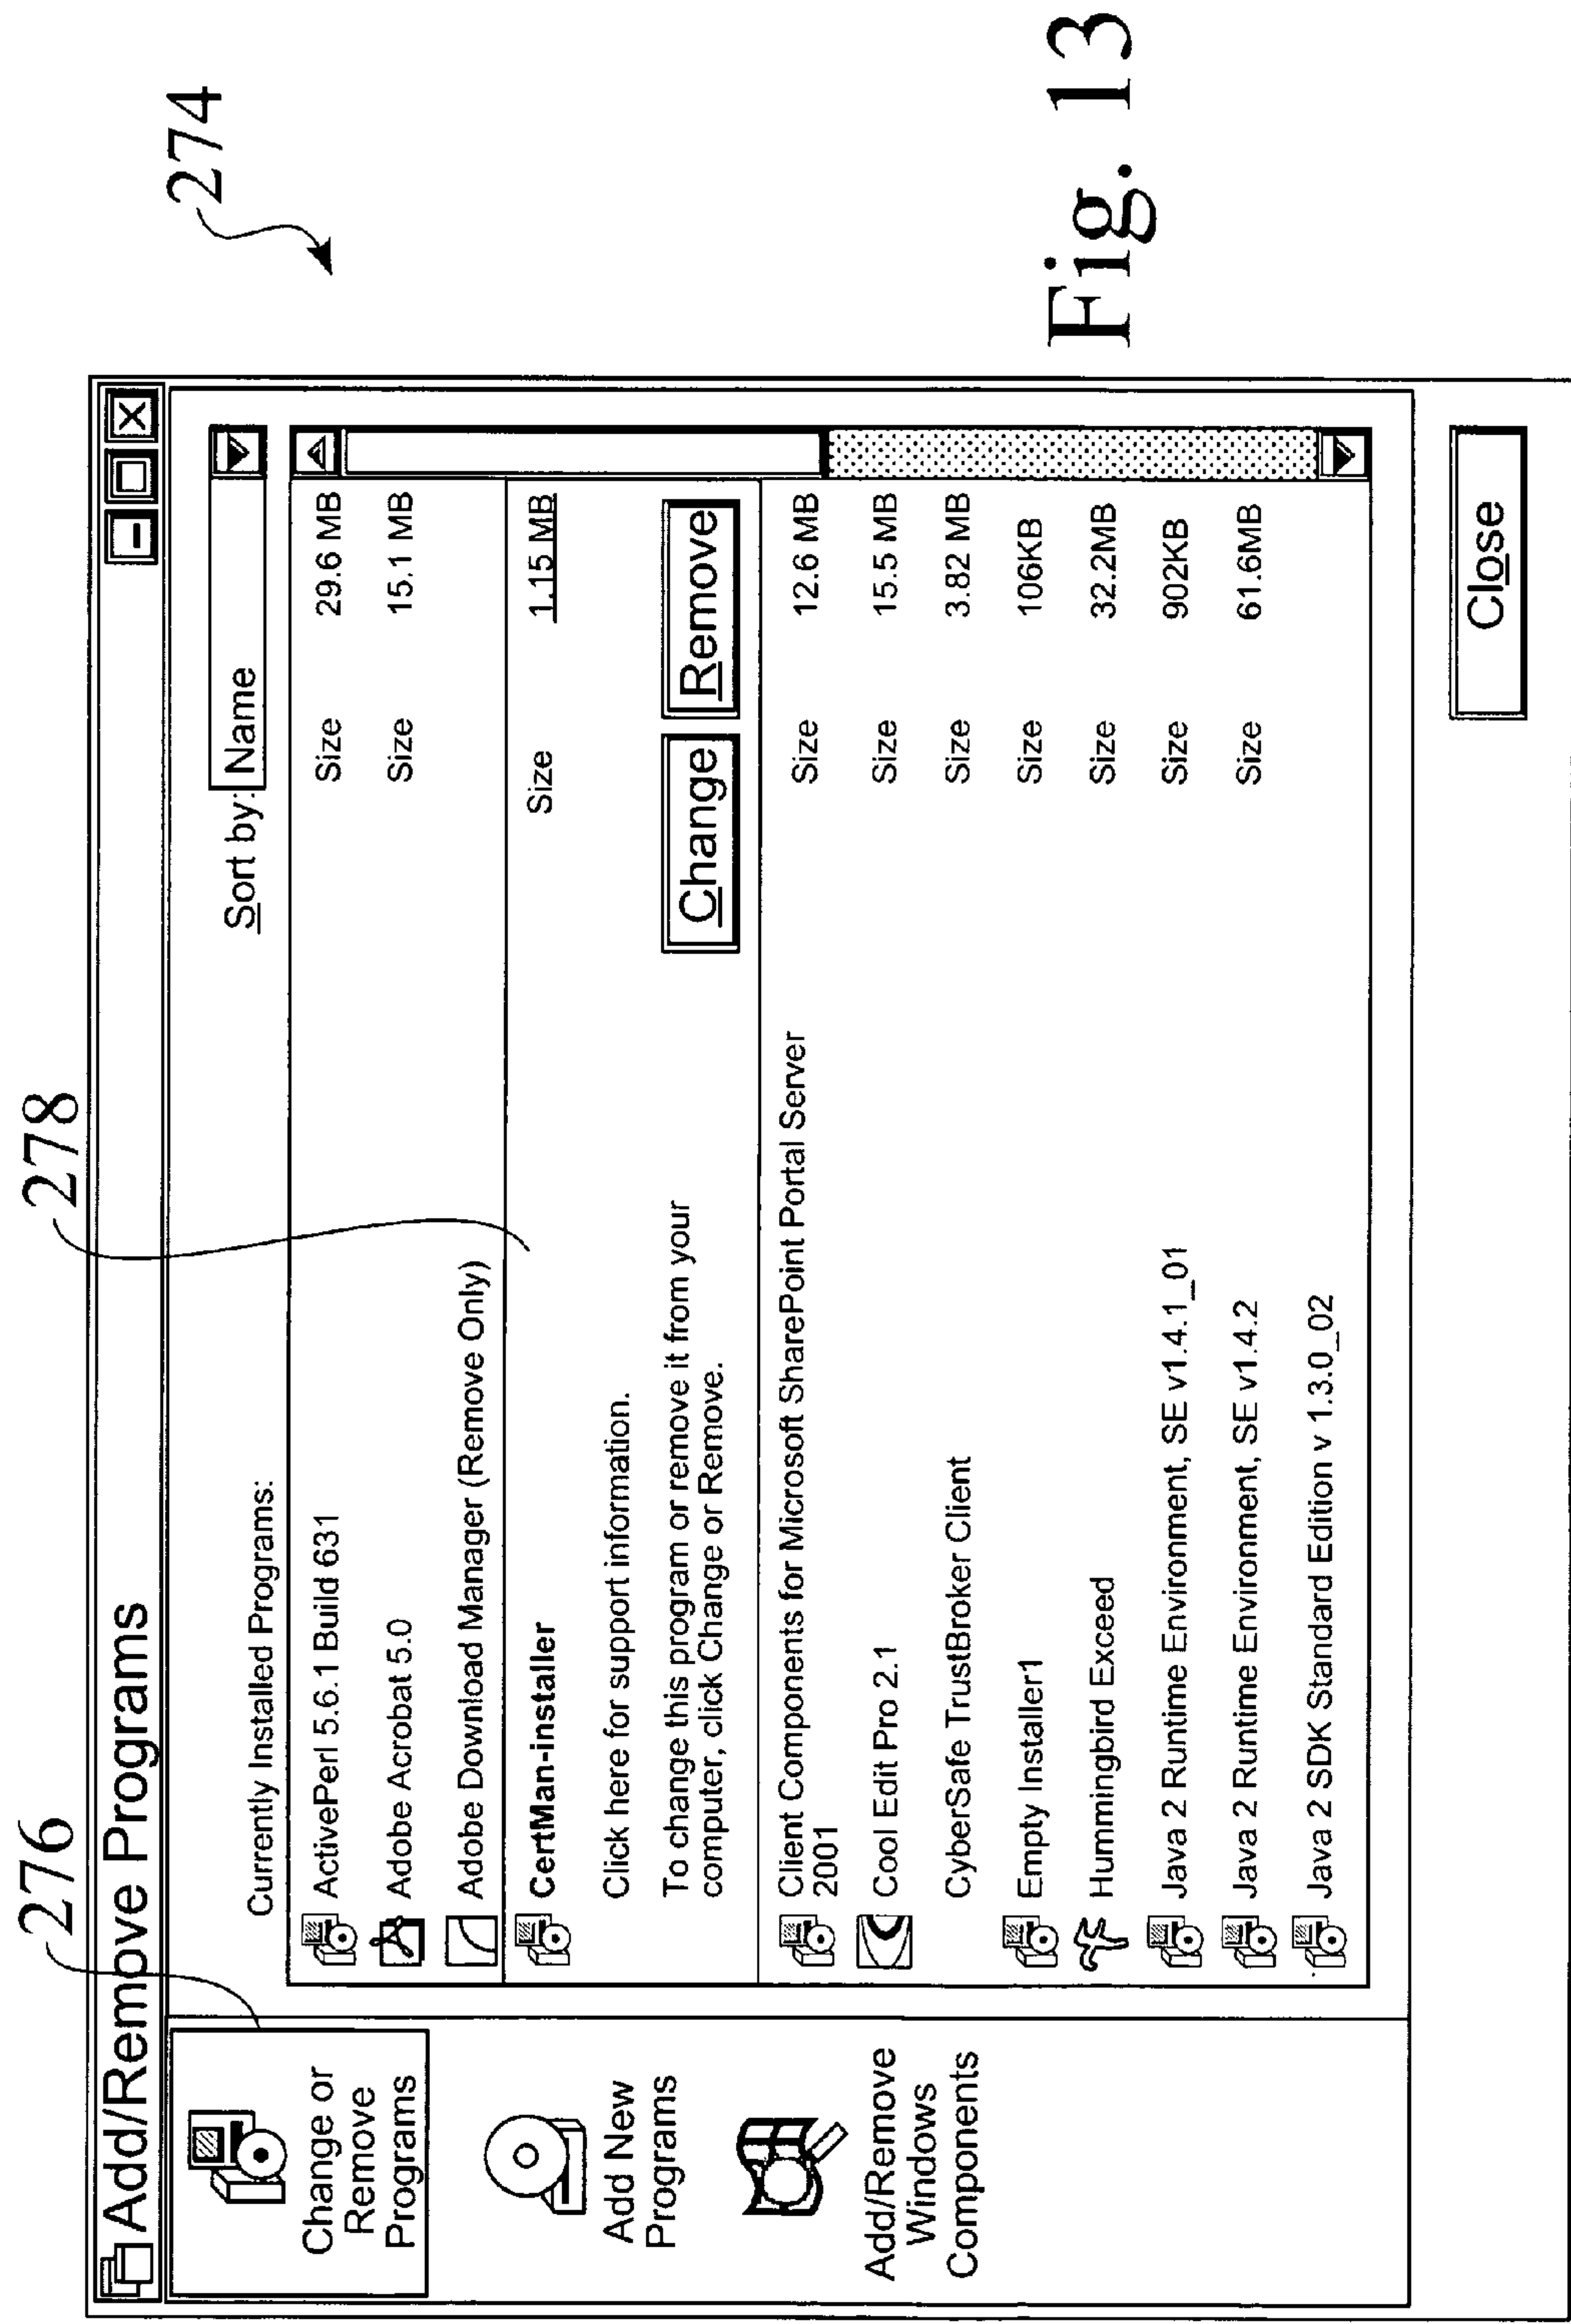 276
278
274
Add/Remove Programs
Change or
Remove
Programs
Add New
Programs
Add/Remove
Windows
Components
Currently Installed Programs:
Sort by: Name
ActivePerl 5.6.1 Build 631 Size 29.6 MB
Adobe Acrobat 5.0 Size 15.1 MB
Adobe Download Manager (Remove Only)
CertMan-installer Size 1.15 MB
Click here for support information.
To change this program or remove it from your
computer, click Change or Remove.
Change Remove
Client Components for Microsoft SharePoint Portal Server Size 12.6 MB
2001
Cool Edit Pro 2.1 Size 15.5 MB
CyberSafe TrustBroker Client Size 3.82 MB
Empty Installer1 Size 106KB
Hummingbird Exceed Size 32.2MB
Java 2 Runtime Environment, SE v1.4.1_01 Size 902KB
Java 2 Runtime Environment, SE v1.4.2 Size 61.6MB
Java 2 SDK Standard Edition v 1.3.0_02
Close
Fig. 13